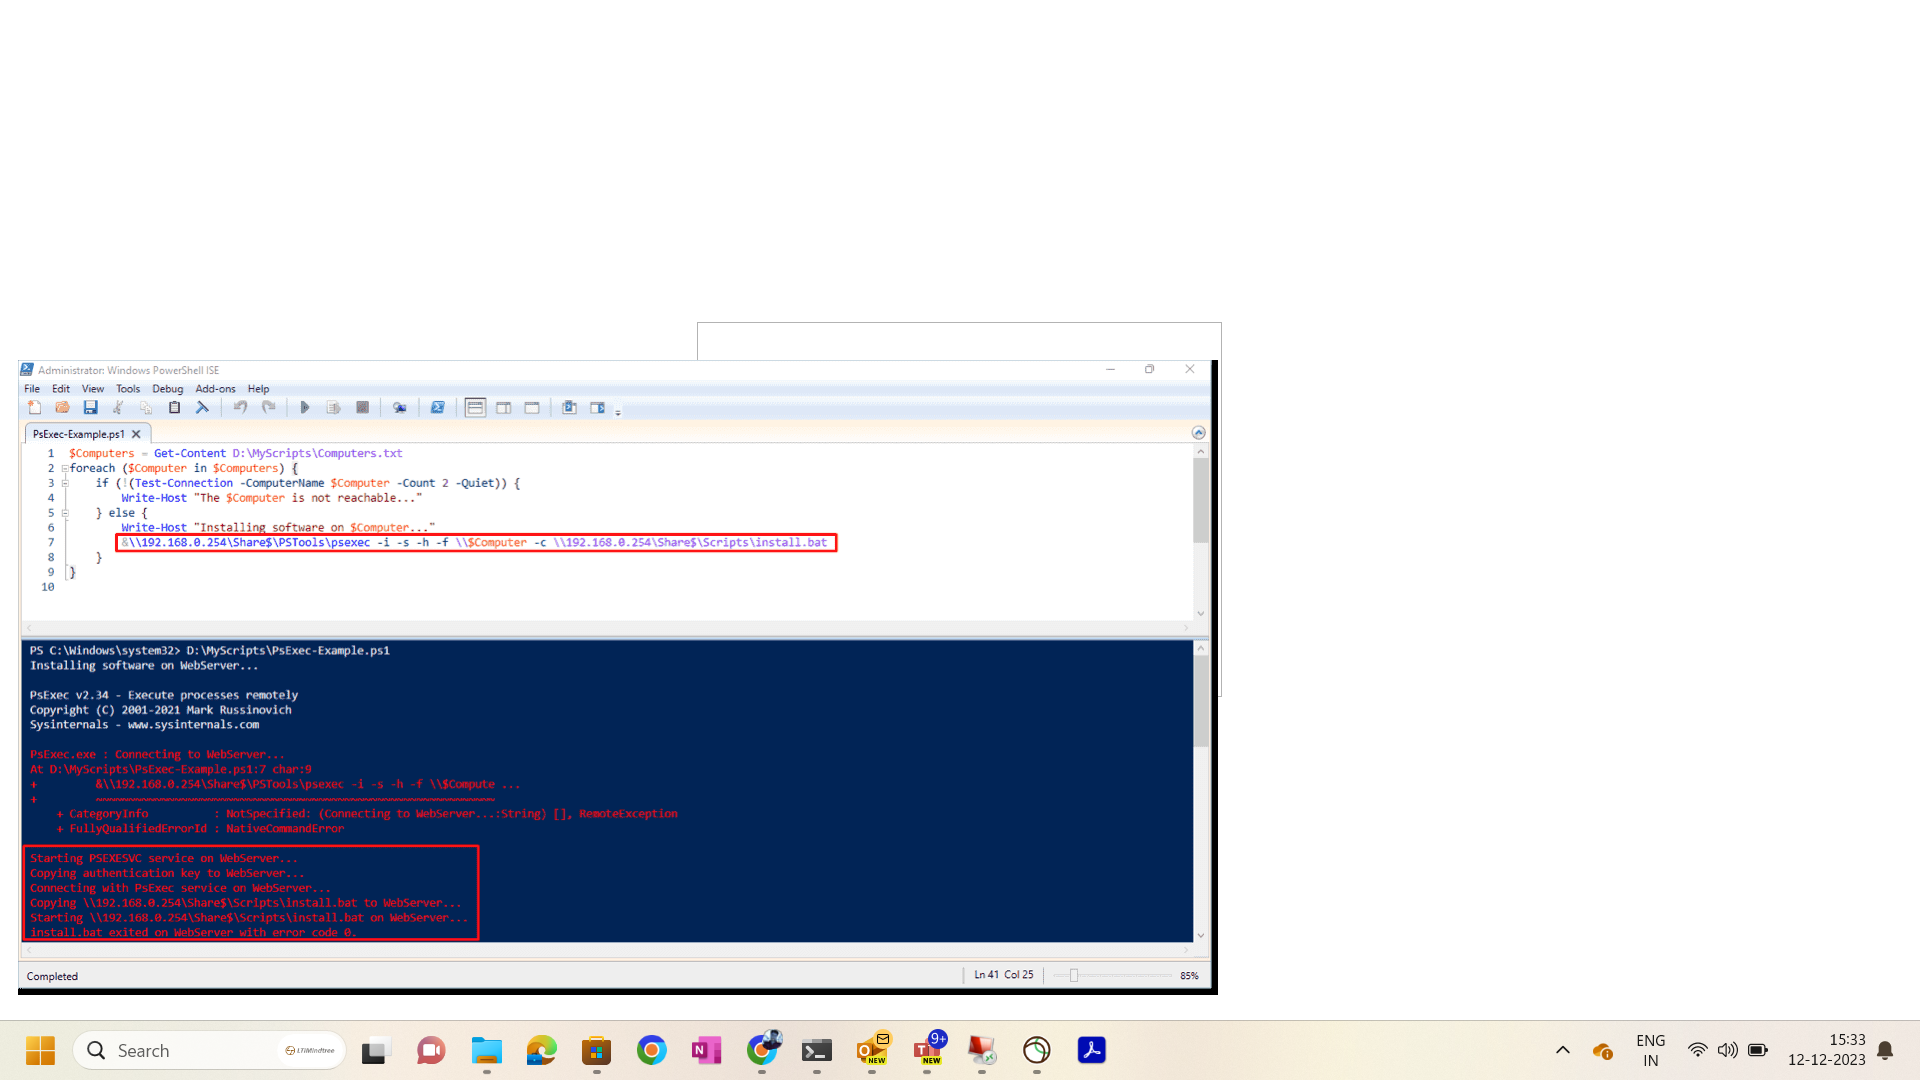 Administrator: Windows PowerShell ISE
File Edit View Tools Debug Add-ons Help
PsExec-Example.ps1
1 $Computers = Get-Content D:\MyScripts\Computers.txt
2 foreach ($Computer in $Computers) {
3 if (!(Test-Connection -ComputerName $Computer -Count 2 -Quiet)) {
4 Write-Host "The $Computer is not reachable..."
5 } else {
6 Write-Host "Installing software on $Computer..."
7 &\\192.168.0.254\Share$\PSTools\psexec -i -s -h -f \\$Computer -c \\192.168.0.254\Share$\Scripts\install.bat
8 }
9 }
10
PS C:\Windows\system32> D:\MyScripts\PsExec-Example.ps1
Installing software on WebServer...
PsExec v2.34 - Execute processes remotely
Copyright (C) 2001-2021 Mark Russinovich
Sysinternals - www.sysinternals.com
PsExec.exe : Connecting to WebServer...
At D:\MyScripts\PsExec-Example.ps1:7 char:9
+ &\\192.168.0.254\Share$\PSTools\psexec -i -s -h -f \\$Compute ...
+ ~~~~~~~~~~~~~~~~~~~~~~~~~~~~~~~~~~~~~~~~~~~~~~~~~~~~~~~~~~~~~
+ CategoryInfo : NotSpecified: (Connecting to WebServer...:String) [], RemoteException
+ FullyQualifiedErrorId : NativeCommandError
Starting PSEXESVC service on WebServer...
Copying authentication key to WebServer...
Connecting with PsExec service on WebServer...
Copying \\192.168.0.254\Share$\Scripts\install.bat to WebServer...
Starting \\192.168.0.254\Share$\Scripts\install.bat on WebServer...
install.bat exited on WebServer with error code 0.
Completed Ln 41 Col 25 85%
Search LTIMindtree NEW 9+ NEW ENG IN 15:33 12-12-2023